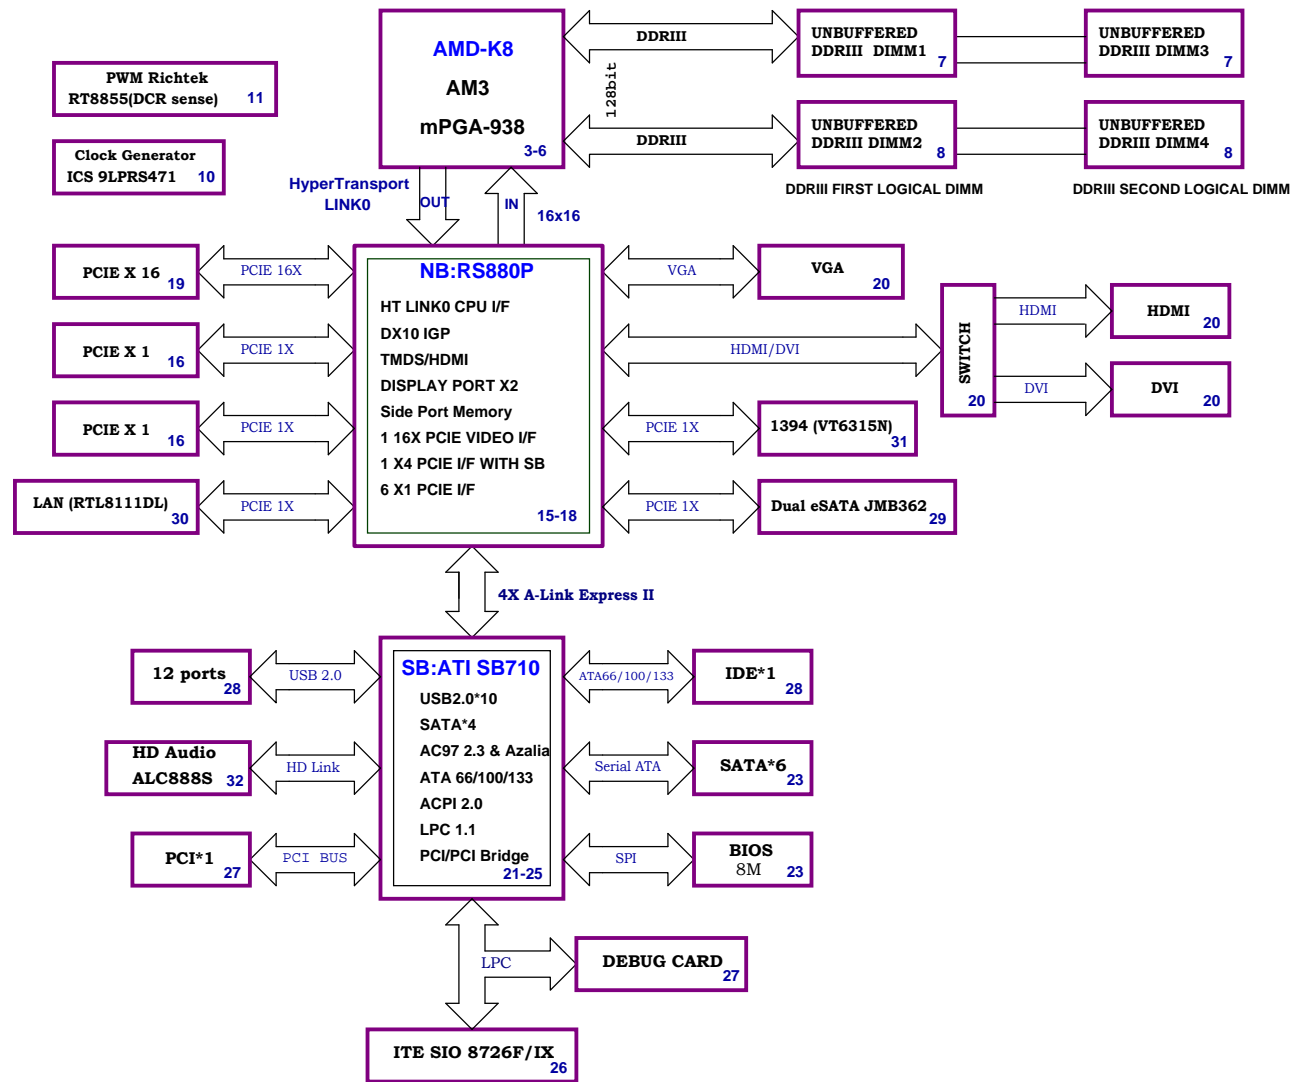 AMD-K8
AM3
mPGA-938
3-6
DDRIII
128bit
DDRIII
UNBUFFERED
DDRIII DIMM1
7
UNBUFFERED
DDRIII DIMM3
7
UNBUFFERED
DDRIII DIMM2
8
UNBUFFERED
DDRIII DIMM4
8
DDRIII FIRST LOGICAL DIMM
DDRIII SECOND LOGICAL DIMM
PWM Richtek
RT8855(DCR sense)
11
Clock Generator
ICS 9LPRS471
10
HyperTransport
LINK0
OUT
IN
16x16
PCIE X 16
19
PCIE 16X
PCIE X 1
16
PCIE 1X
PCIE X 1
16
PCIE 1X
LAN (RTL8111DL)
30
PCIE 1X
NB:RS880P
HT LINK0 CPU I/F
DX10 IGP
TMDS/HDMI
DISPLAY PORT X2
Side Port Memory
1 16X PCIE VIDEO I/F
1 X4 PCIE I/F WITH SB
6 X1 PCIE I/F
15-18
VGA
VGA
20
HDMI/DVI
SWITCH
20
HDMI
HDMI
20
DVI
DVI
20
PCIE 1X
1394 (VT6315N)
31
PCIE 1X
Dual eSATA JMB362
29
4X A-Link Express II
12 ports
28
USB 2.0
HD Audio
ALC888S
32
HD Link
PCI*1
27
PCI BUS
SB:ATI SB710
USB2.0*10
SATA*4
AC97 2.3 & Azalia
ATA 66/100/133
ACPI 2.0
LPC 1.1
PCI/PCI Bridge
21-25
ATA66/100/133
IDE*1
28
Serial ATA
SATA*6
23
SPI
BIOS
8M
23
LPC
DEBUG CARD
27
ITE SIO 8726F/IX
26